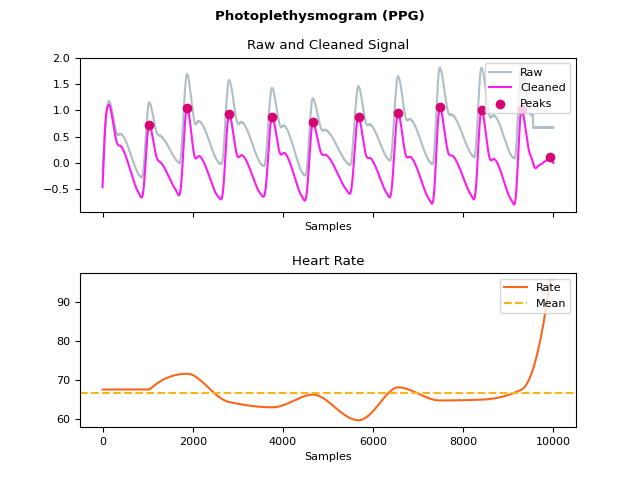 Photoplethysmogram (PPG)
Raw and Cleaned Signal
2.0
1.5
1.0
0.5
0.0
−0.5
Raw
Cleaned
Peaks
Samples
Heart Rate
90
80
70
60
Rate
Mean
0 2000 4000 6000 8000 10000
Samples